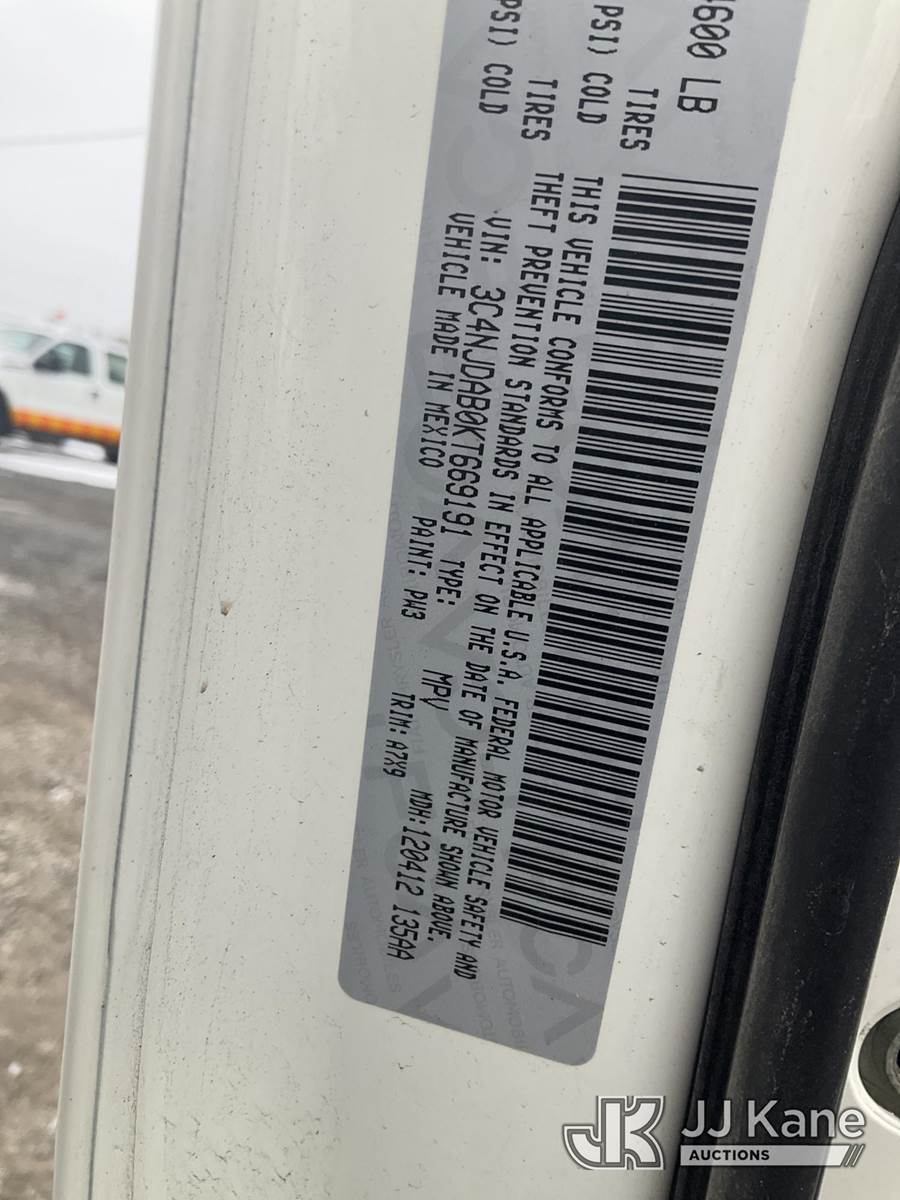 4600 LB
TIRES
PSI) COLD
TIRES
PSI) COLD
THIS VEHICLE CONFORMS TO ALL APPLICABLE U.S.A. FEDERAL MOTOR VEHICLE SAFETY AND
THEFT PREVENTION STANDARDS IN EFFECT ON THE DATE OF MANUFACTURE SHOWN ABOVE.
VIN: 3C4NJDAB0KT669191 TYPE: MPV
VEHICLE MADE IN MEXICO PAINT: PW3 TRIM: A7X9 MDH: 120412 135AA
JK JJ Kane
AUCTIONS